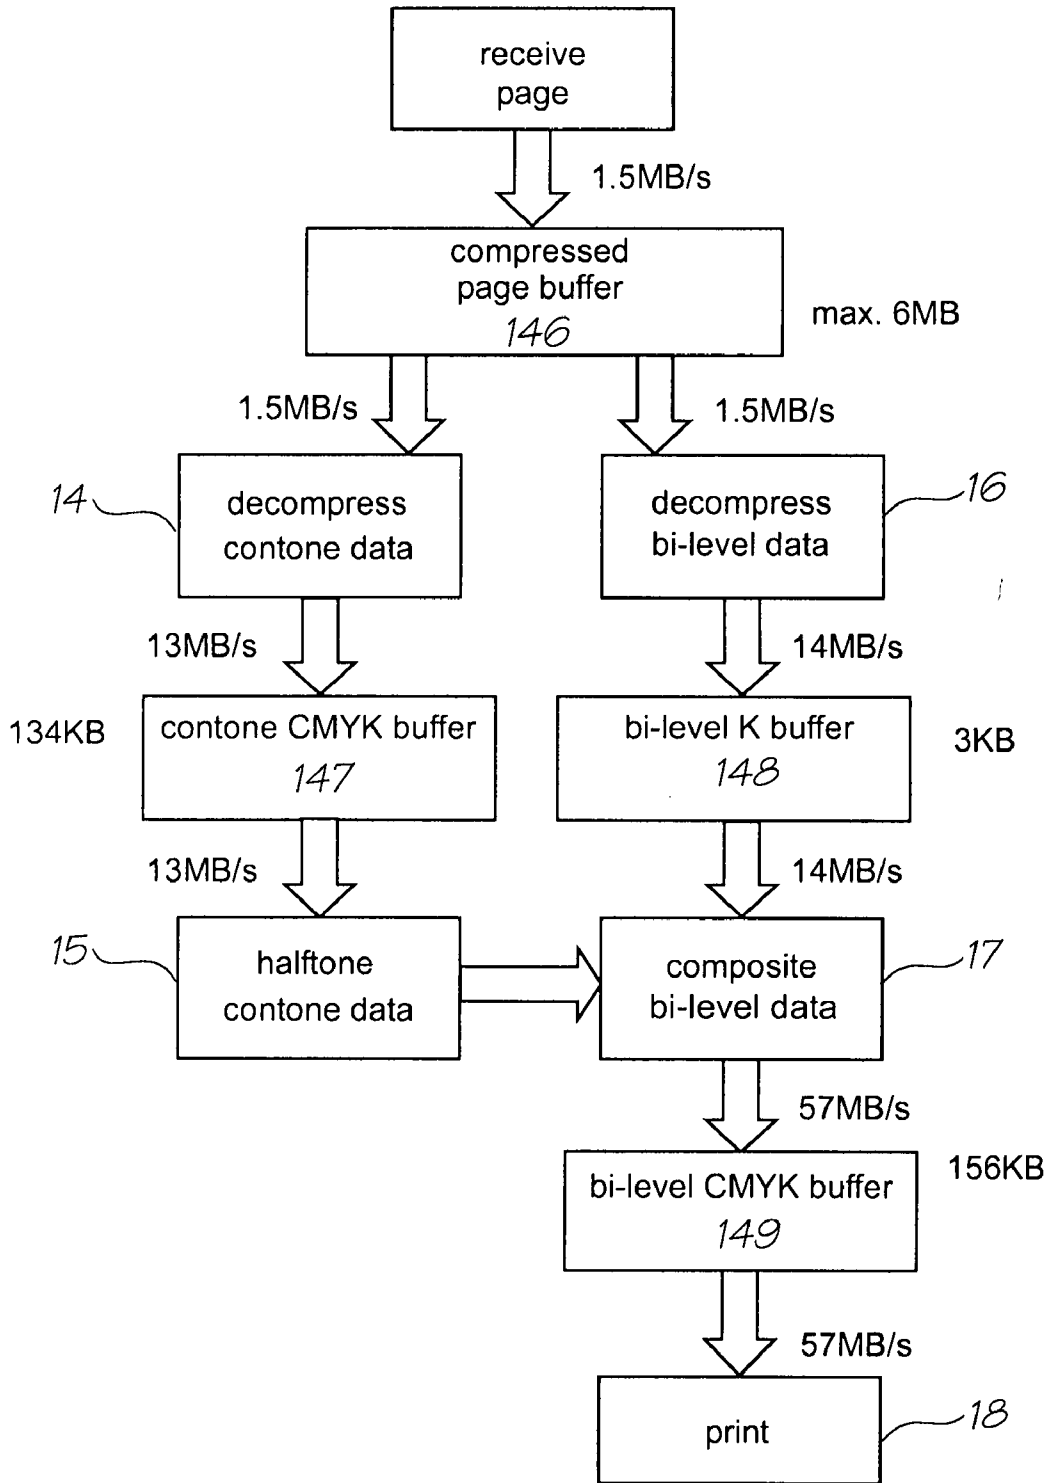 receive
page
1.5MB/s
compressed
page buffer
146
max. 6MB
1.5MB/s
1.5MB/s
14
decompress
contone data
decompress
bi-level data
16
13MB/s
14MB/s
134KB
contone CMYK buffer
147
bi-level K buffer
148
3KB
13MB/s
14MB/s
15
halftone
contone data
composite
bi-level data
17
57MB/s
bi-level CMYK buffer
149
156KB
57MB/s
print
18